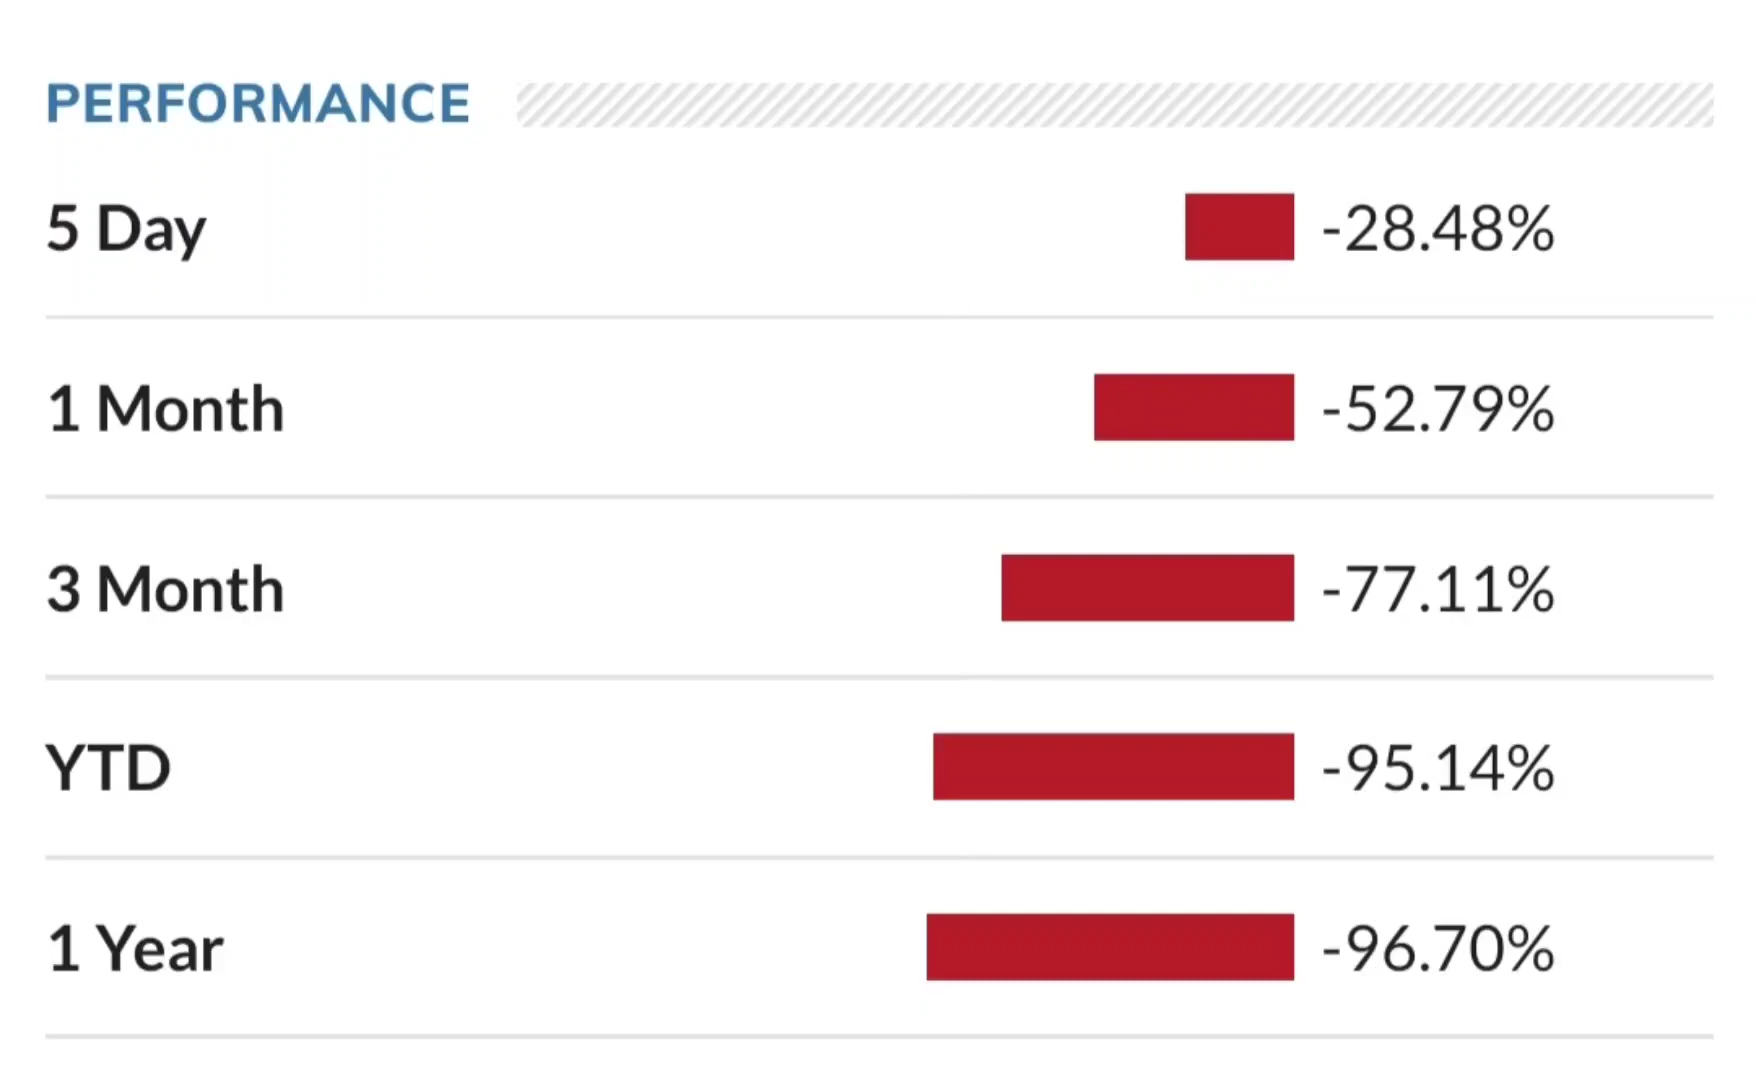 PERFORMANCE
5 Day -28.48%
1 Month -52.79%
3 Month -77.11%
YTD -95.14%
1 Year -96.70%